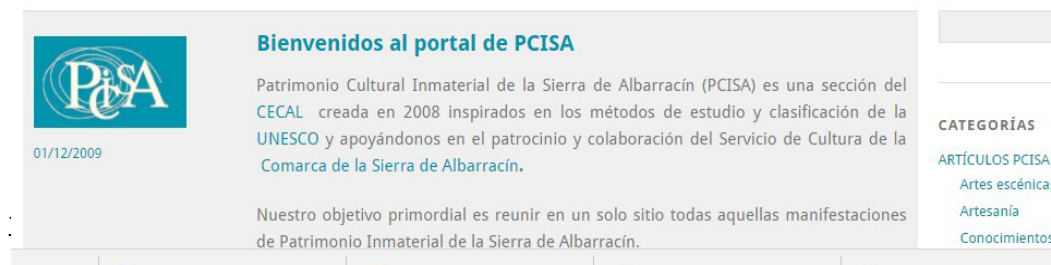 PCISA
01/12/2009
Bienvenidos al portal de PCISA
Patrimonio Cultural Inmaterial de la Sierra de Albarracín (PCISA) es una sección del
CECAL creada en 2008 inspirados en los métodos de estudio y clasificación de la
UNESCO y apoyándonos en el patrocinio y colaboración del Servicio de Cultura de la
Comarca de la Sierra de Albarracín.
Nuestro objetivo primordial es reunir en un solo sitio todas aquellas manifestaciones
de Patrimonio Inmaterial de la Sierra de Albarracín.
CATEGORÍAS
ARTÍCULOS PCISA
Artes escénicas
Artesanía
Conocimientos